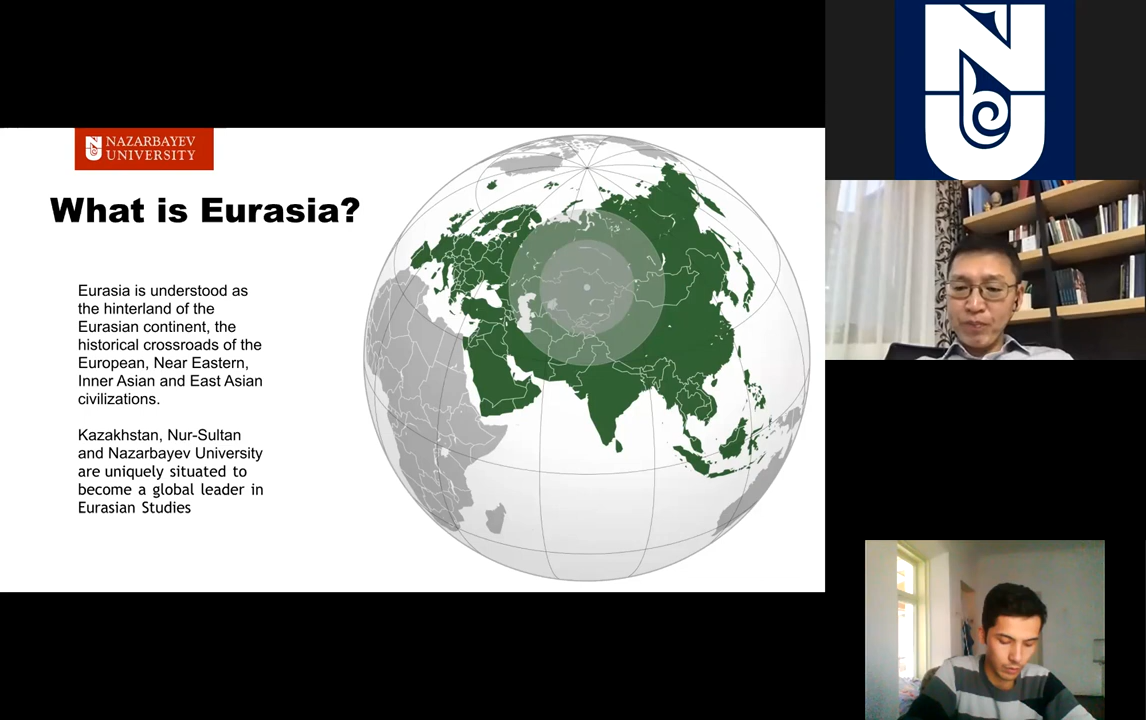 NAZARBAYEV
UNIVERSITY
What is Eurasia?
Eurasia is understood as
the hinterland of the
Eurasian continent, the
historical crossroads of the
European, Near Eastern,
Inner Asian and East Asian
civilizations.
Kazakhstan, Nur-Sultan
and Nazarbayev University
are uniquely situated to
become a global leader in
Eurasian Studies